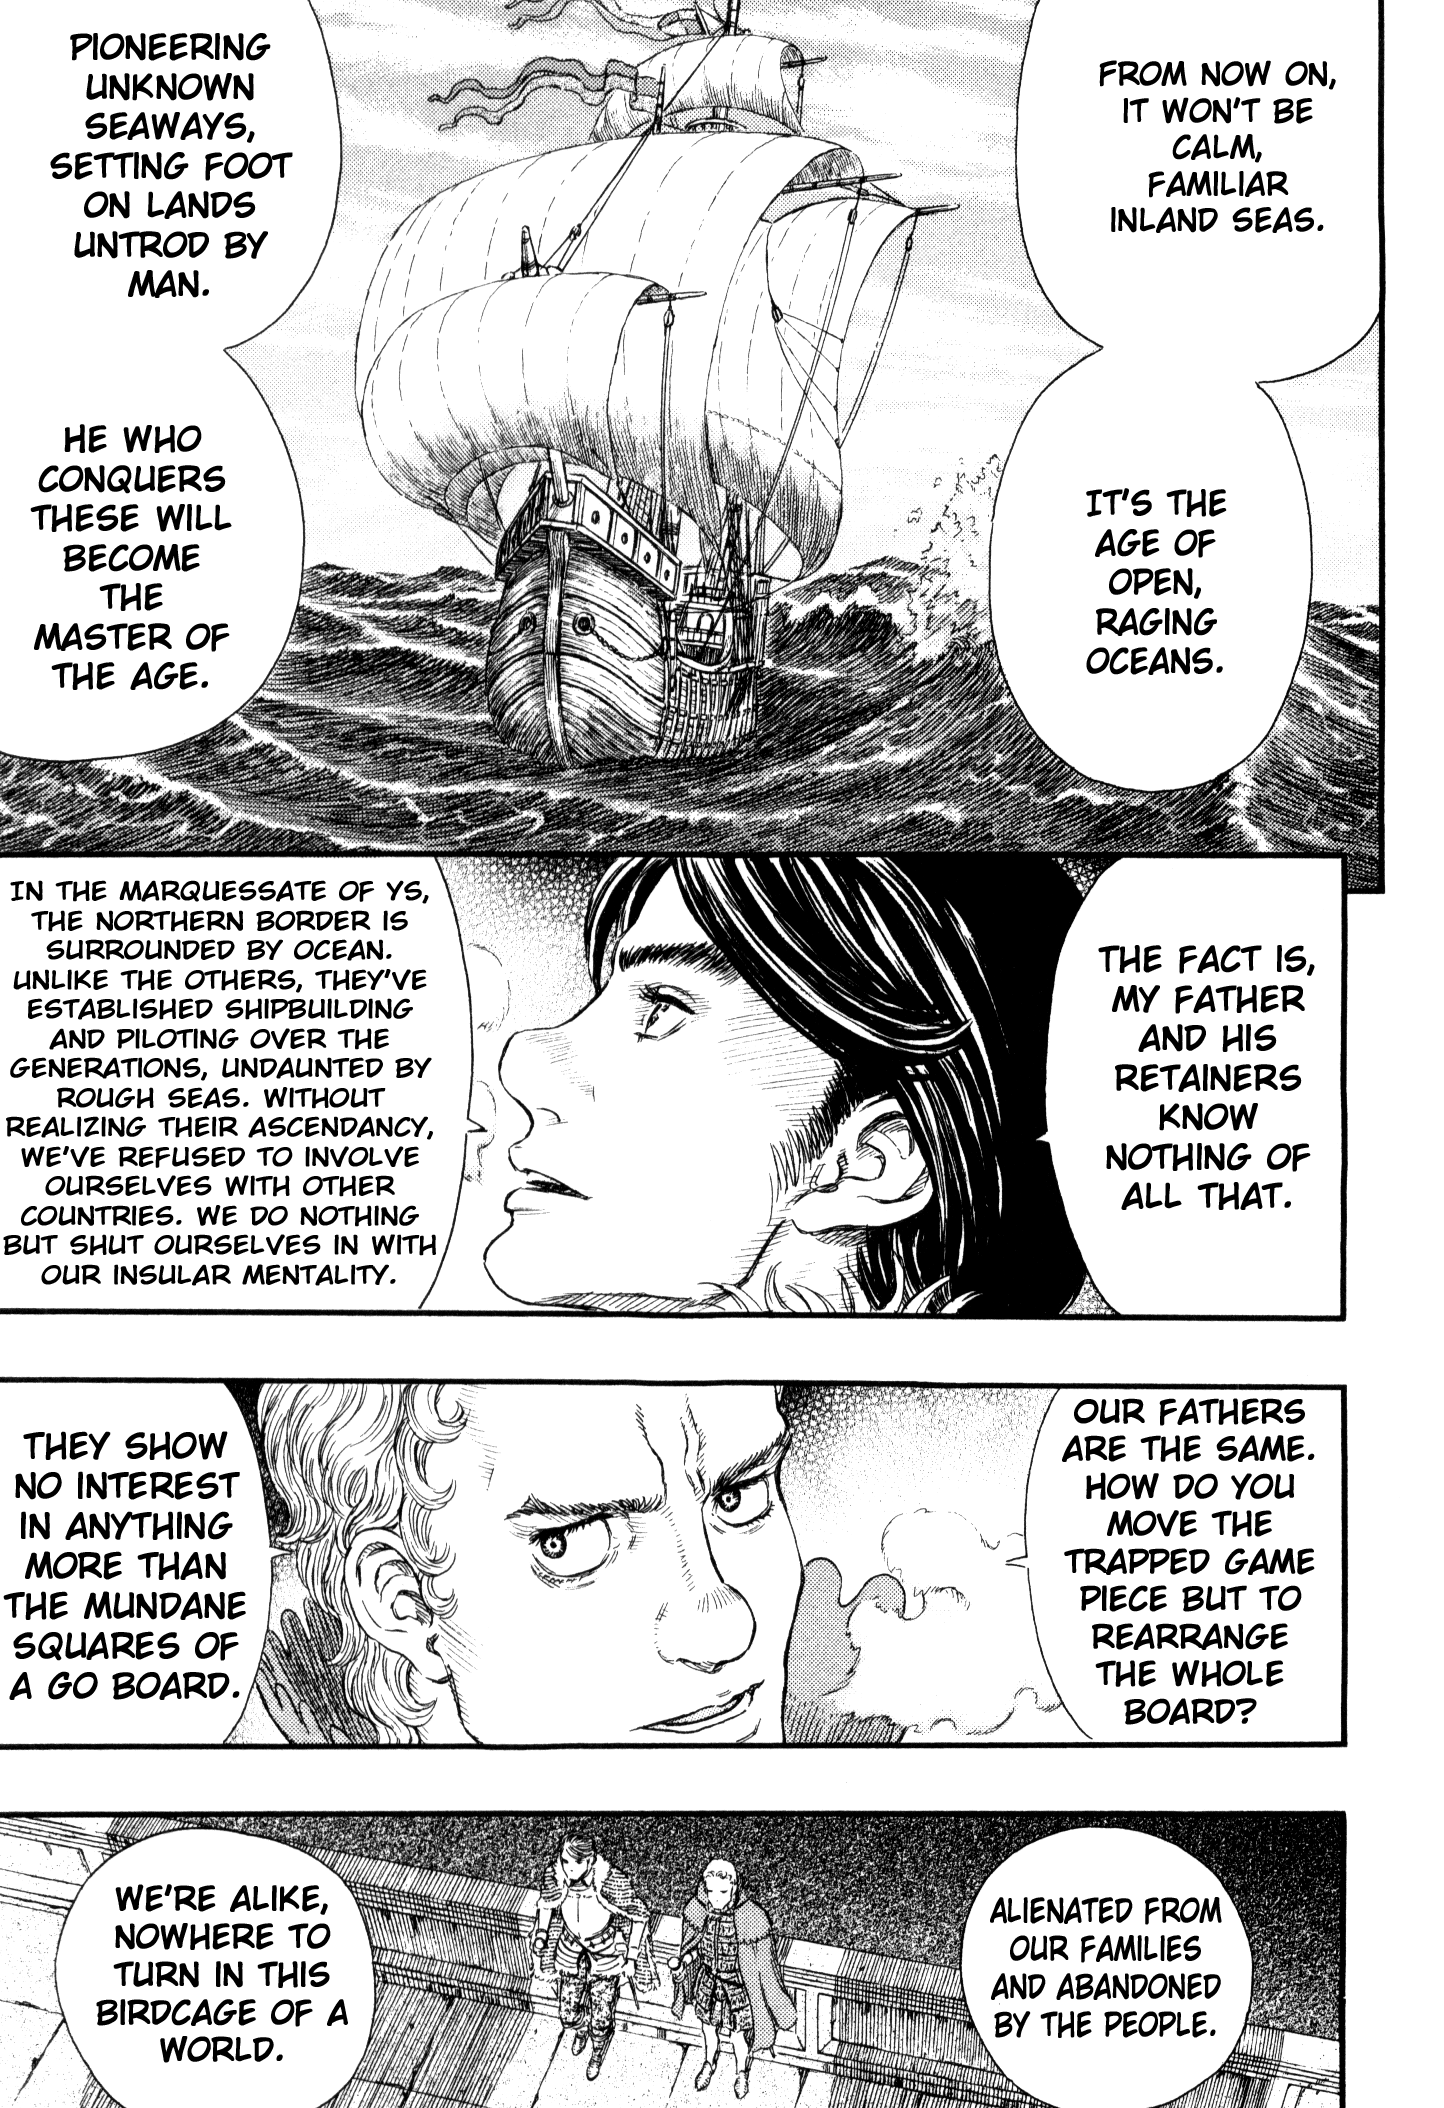 FROM NOW ON,
IT WON'T BE
CALM,
FAMILIAR
INLAND SEAS.
IT'S THE
AGE OF
OPEN,
RAGING
OCEANS.
PIONEERING
UNKNOWN
SEAWAYS,
SETTING FOOT
ON LANDS
UNTROD BY
MAN.
HE WHO
CONQUERS
THESE WILL
BECOME
THE
MASTER OF
THE AGE.
THE FACT IS,
MY FATHER
AND HIS
RETAINERS
KNOW
NOTHING OF
ALL THAT.
IN THE MARQUESSATE OF YS,
THE NORTHERN BORDER IS
SURROUNDED BY OCEAN.
UNLIKE THE OTHERS, THEY'VE
ESTABLISHED SHIPBUILDING
AND PILOTING OVER THE
GENERATIONS, UNDAUNTED BY
ROUGH SEAS. WITHOUT
REALIZING THEIR ASCENDANCY,
WE'VE REFUSED TO INVOLVE
OURSELVES WITH OTHER
COUNTRIES. WE DO NOTHING
BUT SHUT OURSELVES IN WITH
OUR INSULAR MENTALITY.
OUR FATHERS
ARE THE SAME.
HOW DO YOU
MOVE THE
TRAPPED GAME
PIECE BUT TO
REARRANGE
THE WHOLE
BOARD?
THEY SHOW
NO INTEREST
IN ANYTHING
MORE THAN
THE MUNDANE
SQUARES OF
A GO BOARD.
ALIENATED FROM
OUR FAMILIES
AND ABANDONED
BY THE PEOPLE.
WE'RE ALIKE,
NOWHERE TO
TURN IN THIS
BIRDCAGE OF A
WORLD.